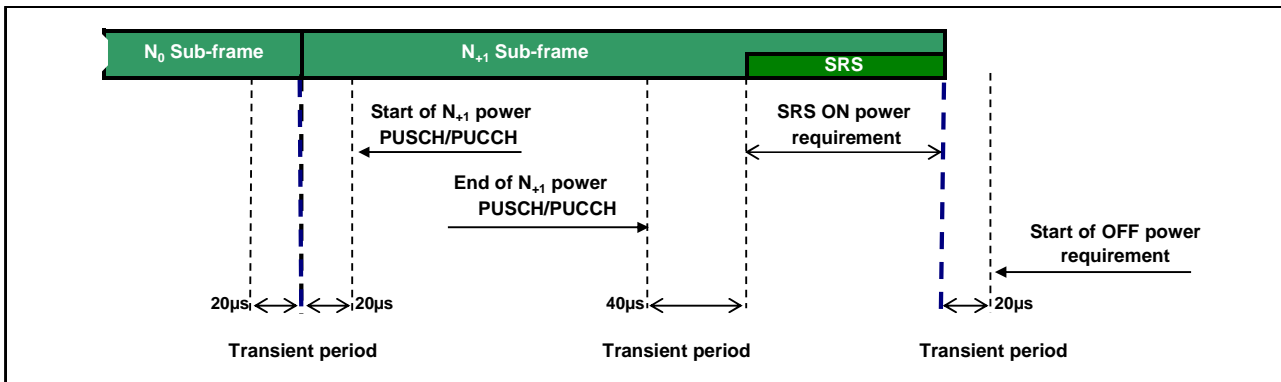 N₀ Sub-frame
N₊₁ Sub-frame
SRS
Start of N₊₁ power
PUSCH/PUCCH
SRS ON power
requirement
End of N₊₁ power
PUSCH/PUCCH
Start of OFF power
requirement
20µs
20µs
40µs
20µs
Transient period
Transient period
Transient period